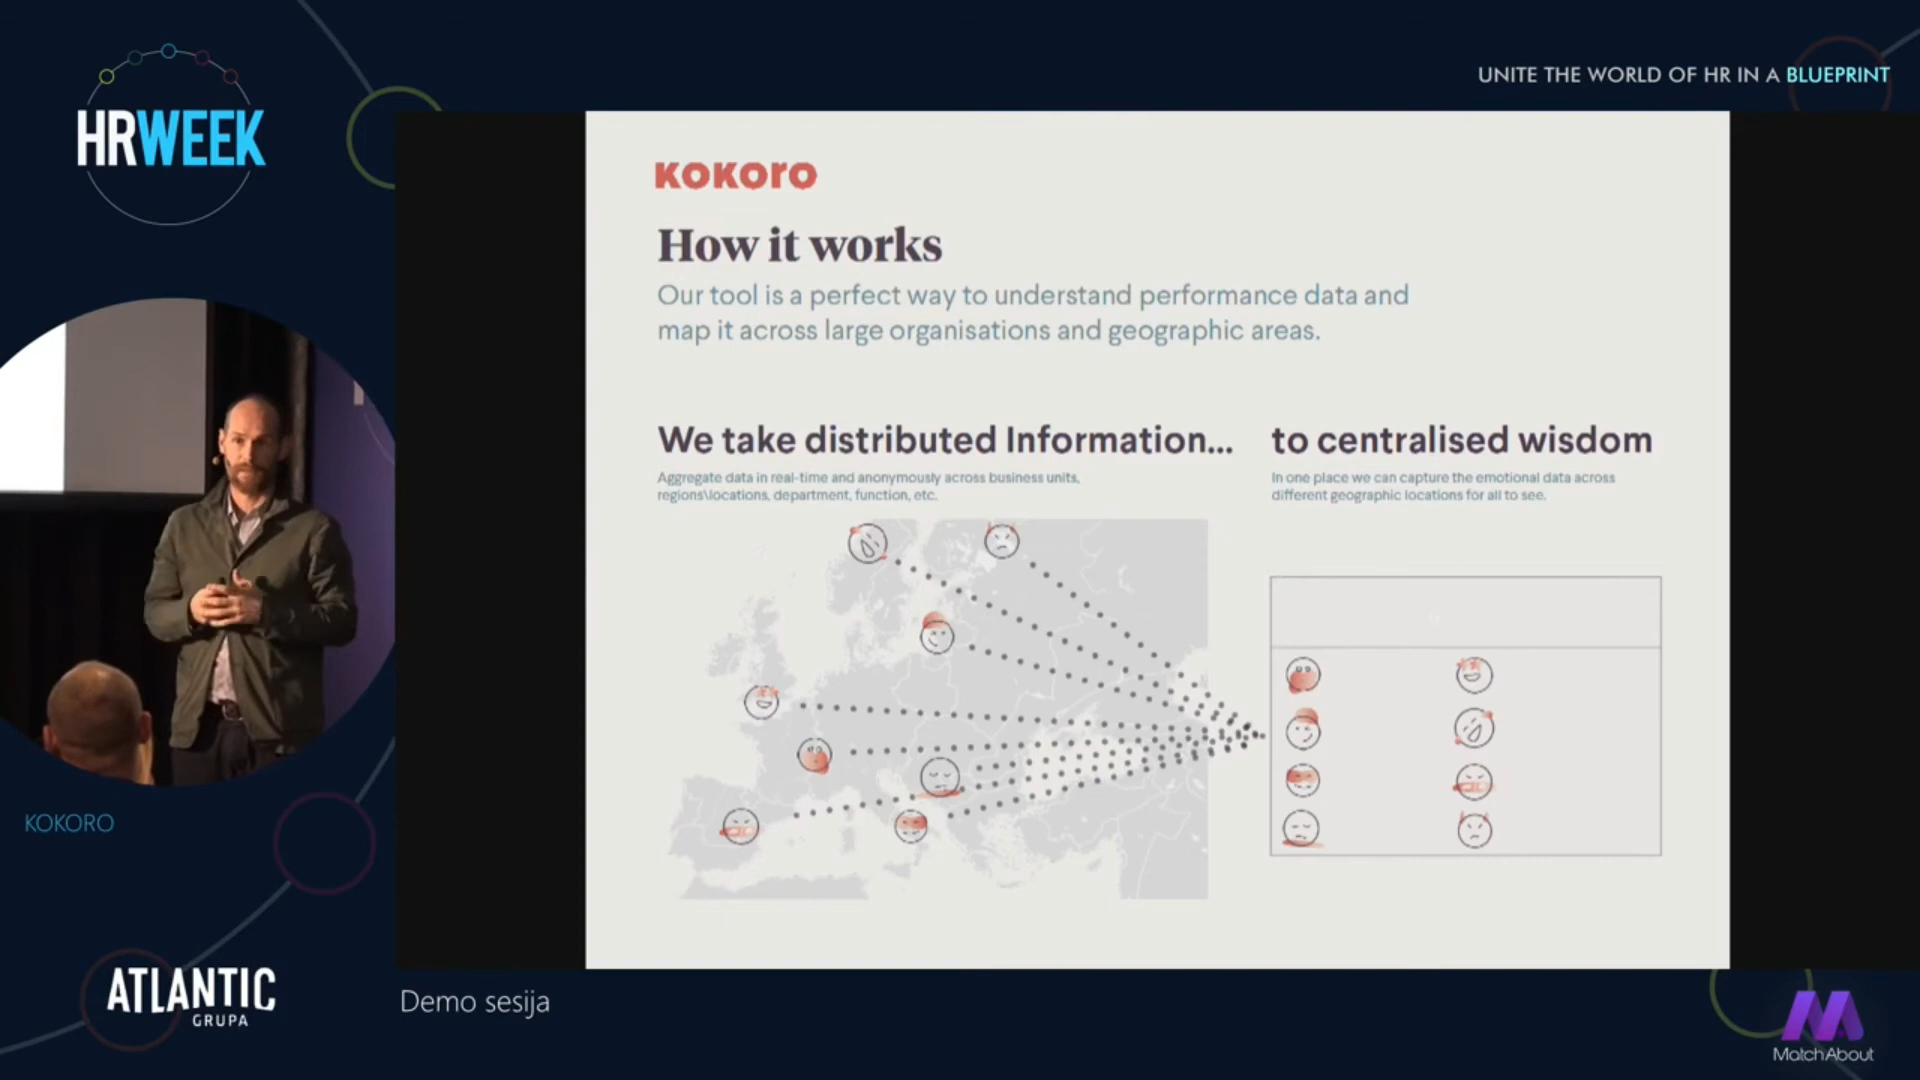 HRWEEK
UNITE THE WORLD OF HR IN A BLUEPRINT
KOKORO
How it works
Our tool is a perfect way to understand performance data and
map it across large organisations and geographic areas.
We take distributed Information...
Aggregate data in real-time and anonymously across business units,
regions\locations, department, function, etc.
to centralised wisdom
In one place we can capture the emotional data across
different geographic locations for all to see.
KOKORO
ATLANTIC
GRUPA
Demo sesija
MatchAbout